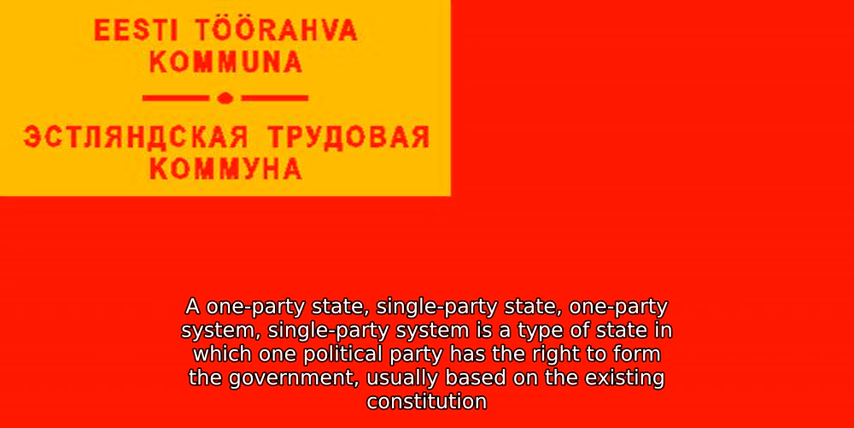 EESTI TÖÖRAHVA
KOMMUNA
ЭСТЛЯНДСКАЯ ТРУДОВАЯ
КОММУНА
A one-party state, single-party state, one-party
system, single-party system is a type of state in
which one political party has the right to form
the government, usually based on the existing
constitution